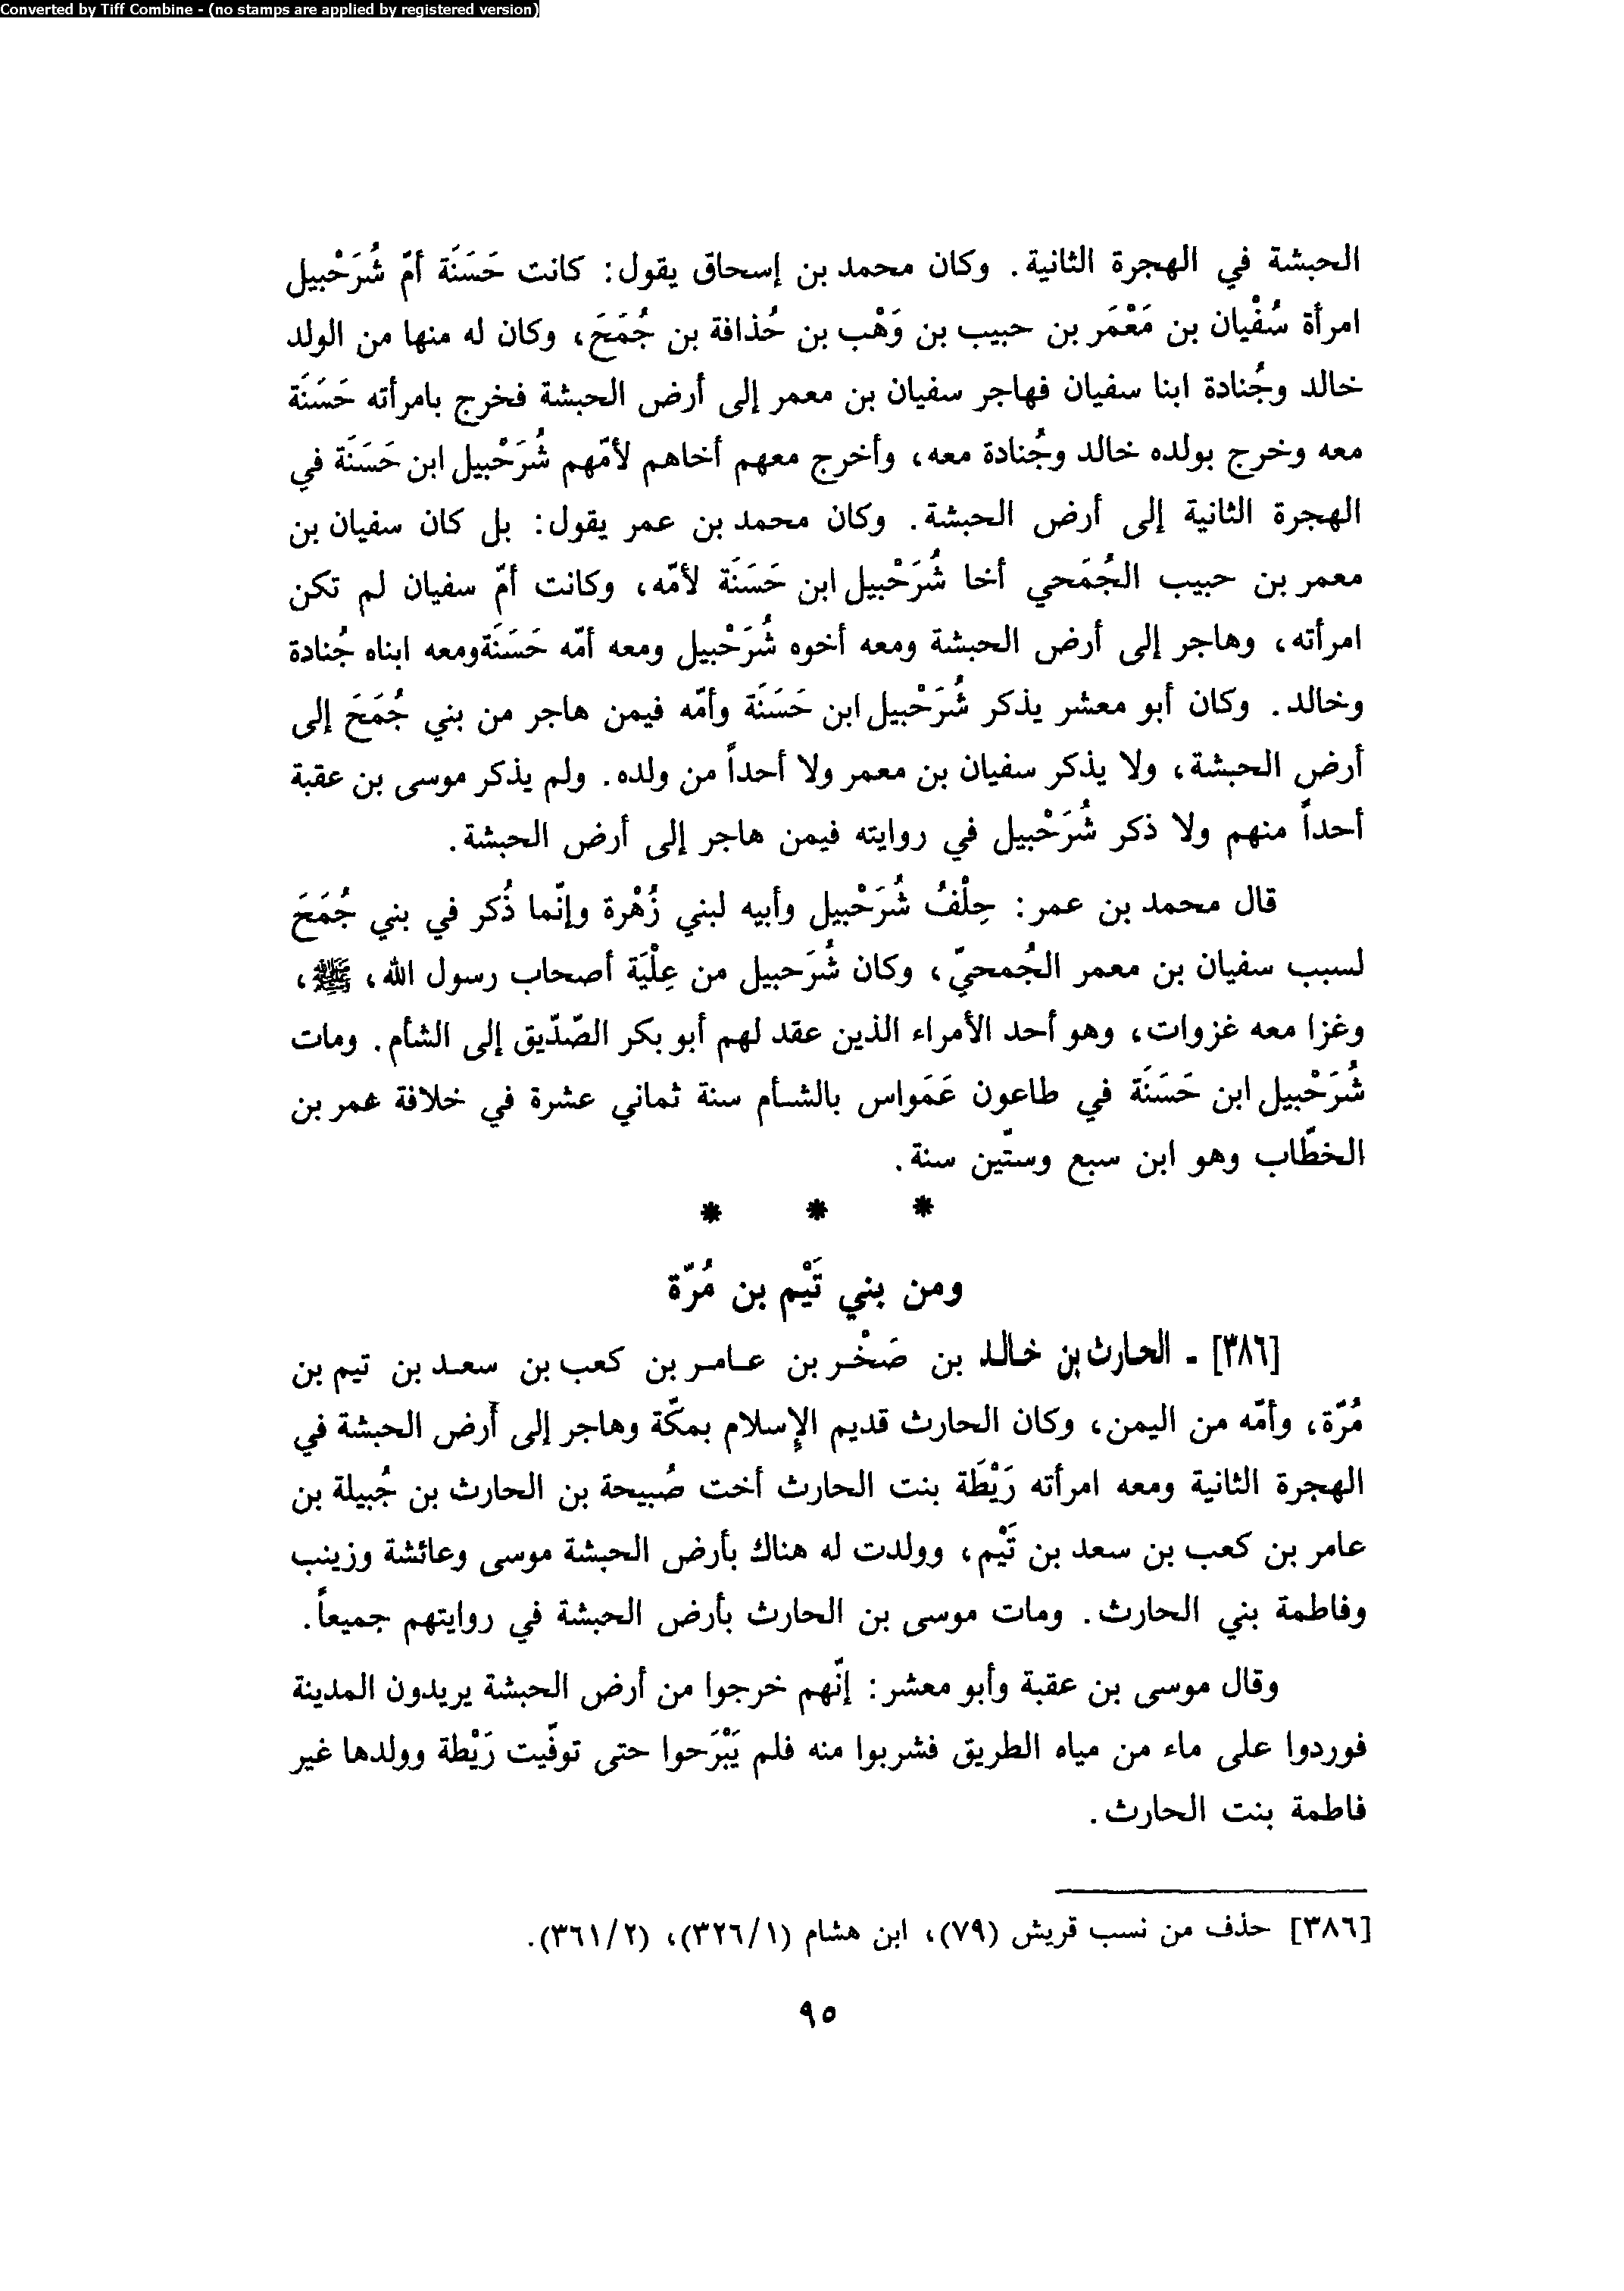 Converted by Tiff Combine - (no stamps are applied by registered version)
الحبشة في الهجرة الثانية. وكان محمد بن إسحاق يقول: كانت حَسَنَة أمّ شُرَحْبيل
امرأة سُفْيان بن مَعْمَر بن حبيب بن وَهْب بن حُذافة بن جُمَحَ، وكان له منها من الولد
خالد وجُنادة ابنا سفيان فهاجر سفيان بن معمر إلى أرض الحبشة فخرج بامرأته حَسَنَة
معه وخرج بولده خالد وجُنادة معه، وأخرج معهم أخاهم لأمّهم شُرَحْبيل ابن حَسَنَة في
الهجرة الثانية إلى أرض الحبشة. وكان محمد بن عمر يقول: بل كان سفيان بن
معمر بن حبيب الجُمَحي أخا شُرَحْبيل ابن حَسَنَة لأمّه، وكانت أمّ سفيان لم تكن
امرأته، وهاجر إلى أرض الحبشة ومعه أخوه شُرَحْبيل ومعه أمّه حَسَنَة ومعه ابناه جُنادة
وخالد. وكان أبو معشر يذكر شُرَحْبيل ابن حَسَنَة وأمّه فيمن هاجر من بني جُمَحَ إلى
أرض الحبشة، ولا يذكر سفيان بن معمر ولا أحداً من ولده. ولم يذكر موسى بن عقبة
أحداً منهم ولا ذكر شُرَحْبيل في روايته فيمن هاجر إلى أرض الحبشة.
قال محمد بن عمر: حِلْفُ شُرَحْبيل وأبيه لبني زُهْرة وإنّما ذُكر في بني جُمَحَ
لسبب سفيان بن معمر الجُمحيّ، وكان شُرَحبيل من عِلْيَة أصحاب رسول الله، ﷺ،
وغزا معه غزوات، وهو أحد الأمراء الذين عقد لهم أبو بكر الصّدّيق إلى الشأم. ومات
شُرَحْبيل ابن حَسَنَة في طاعون عَمَواس بالشأم سنة ثماني عشرة في خلافة عمر بن
الخطّاب وهو ابن سبع وستّين سنة.
* * *
ومن بني تَيْم بن مُرّة
[٣٨٦] ـ الحارث بن خالد بن صَخْر بن عامر بن كعب بن سعد بن تيم بن
مُرّة، وأمّه من اليمن، وكان الحارث قديم الإسلام بمكّة وهاجر إلى أرض الحبشة في
الهجرة الثانية ومعه امرأته رَيْطَة بنت الحارث أخت صُبيحة بن الحارث بن جُبيلة بن
عامر بن كعب بن سعد بن تَيْم، وولدت له هناك بأرض الحبشة موسى وعائشة وزينب
وفاطمة بني الحارث. ومات موسى بن الحارث بأرض الحبشة في روايتهم جميعاً.
وقال موسى بن عقبة وأبو معشر: إنّهم خرجوا من أرض الحبشة يريدون المدينة
فوردوا على ماء من مياه الطريق فشربوا منه فلم يَبْرَحوا حتى توفّيت رَيْطة وولدها غير
فاطمة بنت الحارث.
[٣٨٦] حذف من نسب قريش (٧٩)، ابن هشام (٣٢٦/١)، (٣٦١/٢).
٩٥